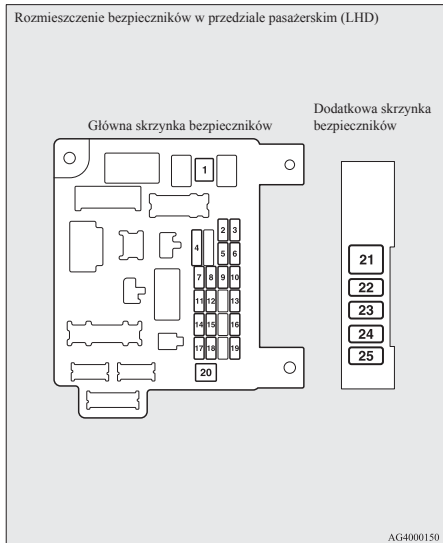 Rozmieszczenie bezpieczników w przedziale pasażerskim (LHD)
Główna skrzynka bezpieczników
Dodatkowa skrzynka
bezpieczników
1
2 3
4
5 6
7 8 9 10
11 12 13
14 15 16
17 18 19
20
21
22
23
24
25
AG4000150